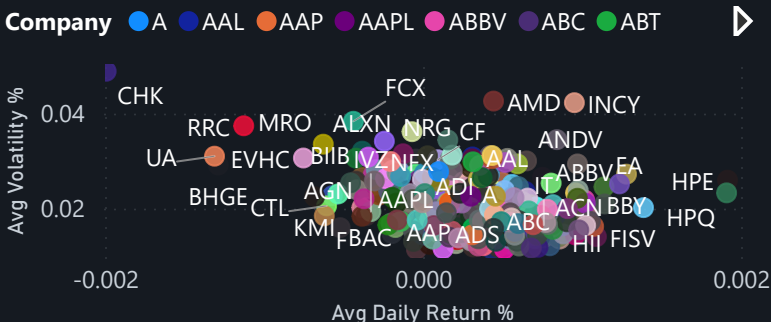 Company A AAL AAP AAPL ABBV ABC ABT
FCX
CHK
0.04
AMD INCY
RRC MRO ALXN NRG CF ANDV
UA EVHC BIIB IVZ NFX AAL ABBV EA
IT HPE
BHGE AGN AAPL ADI A ACN BBY
CTL 0.02 HPQ
KMI FBAC AAP ADS ABC HII FISV
Avg Volatility %
-0.002 0.000 0.002
Avg Daily Return %